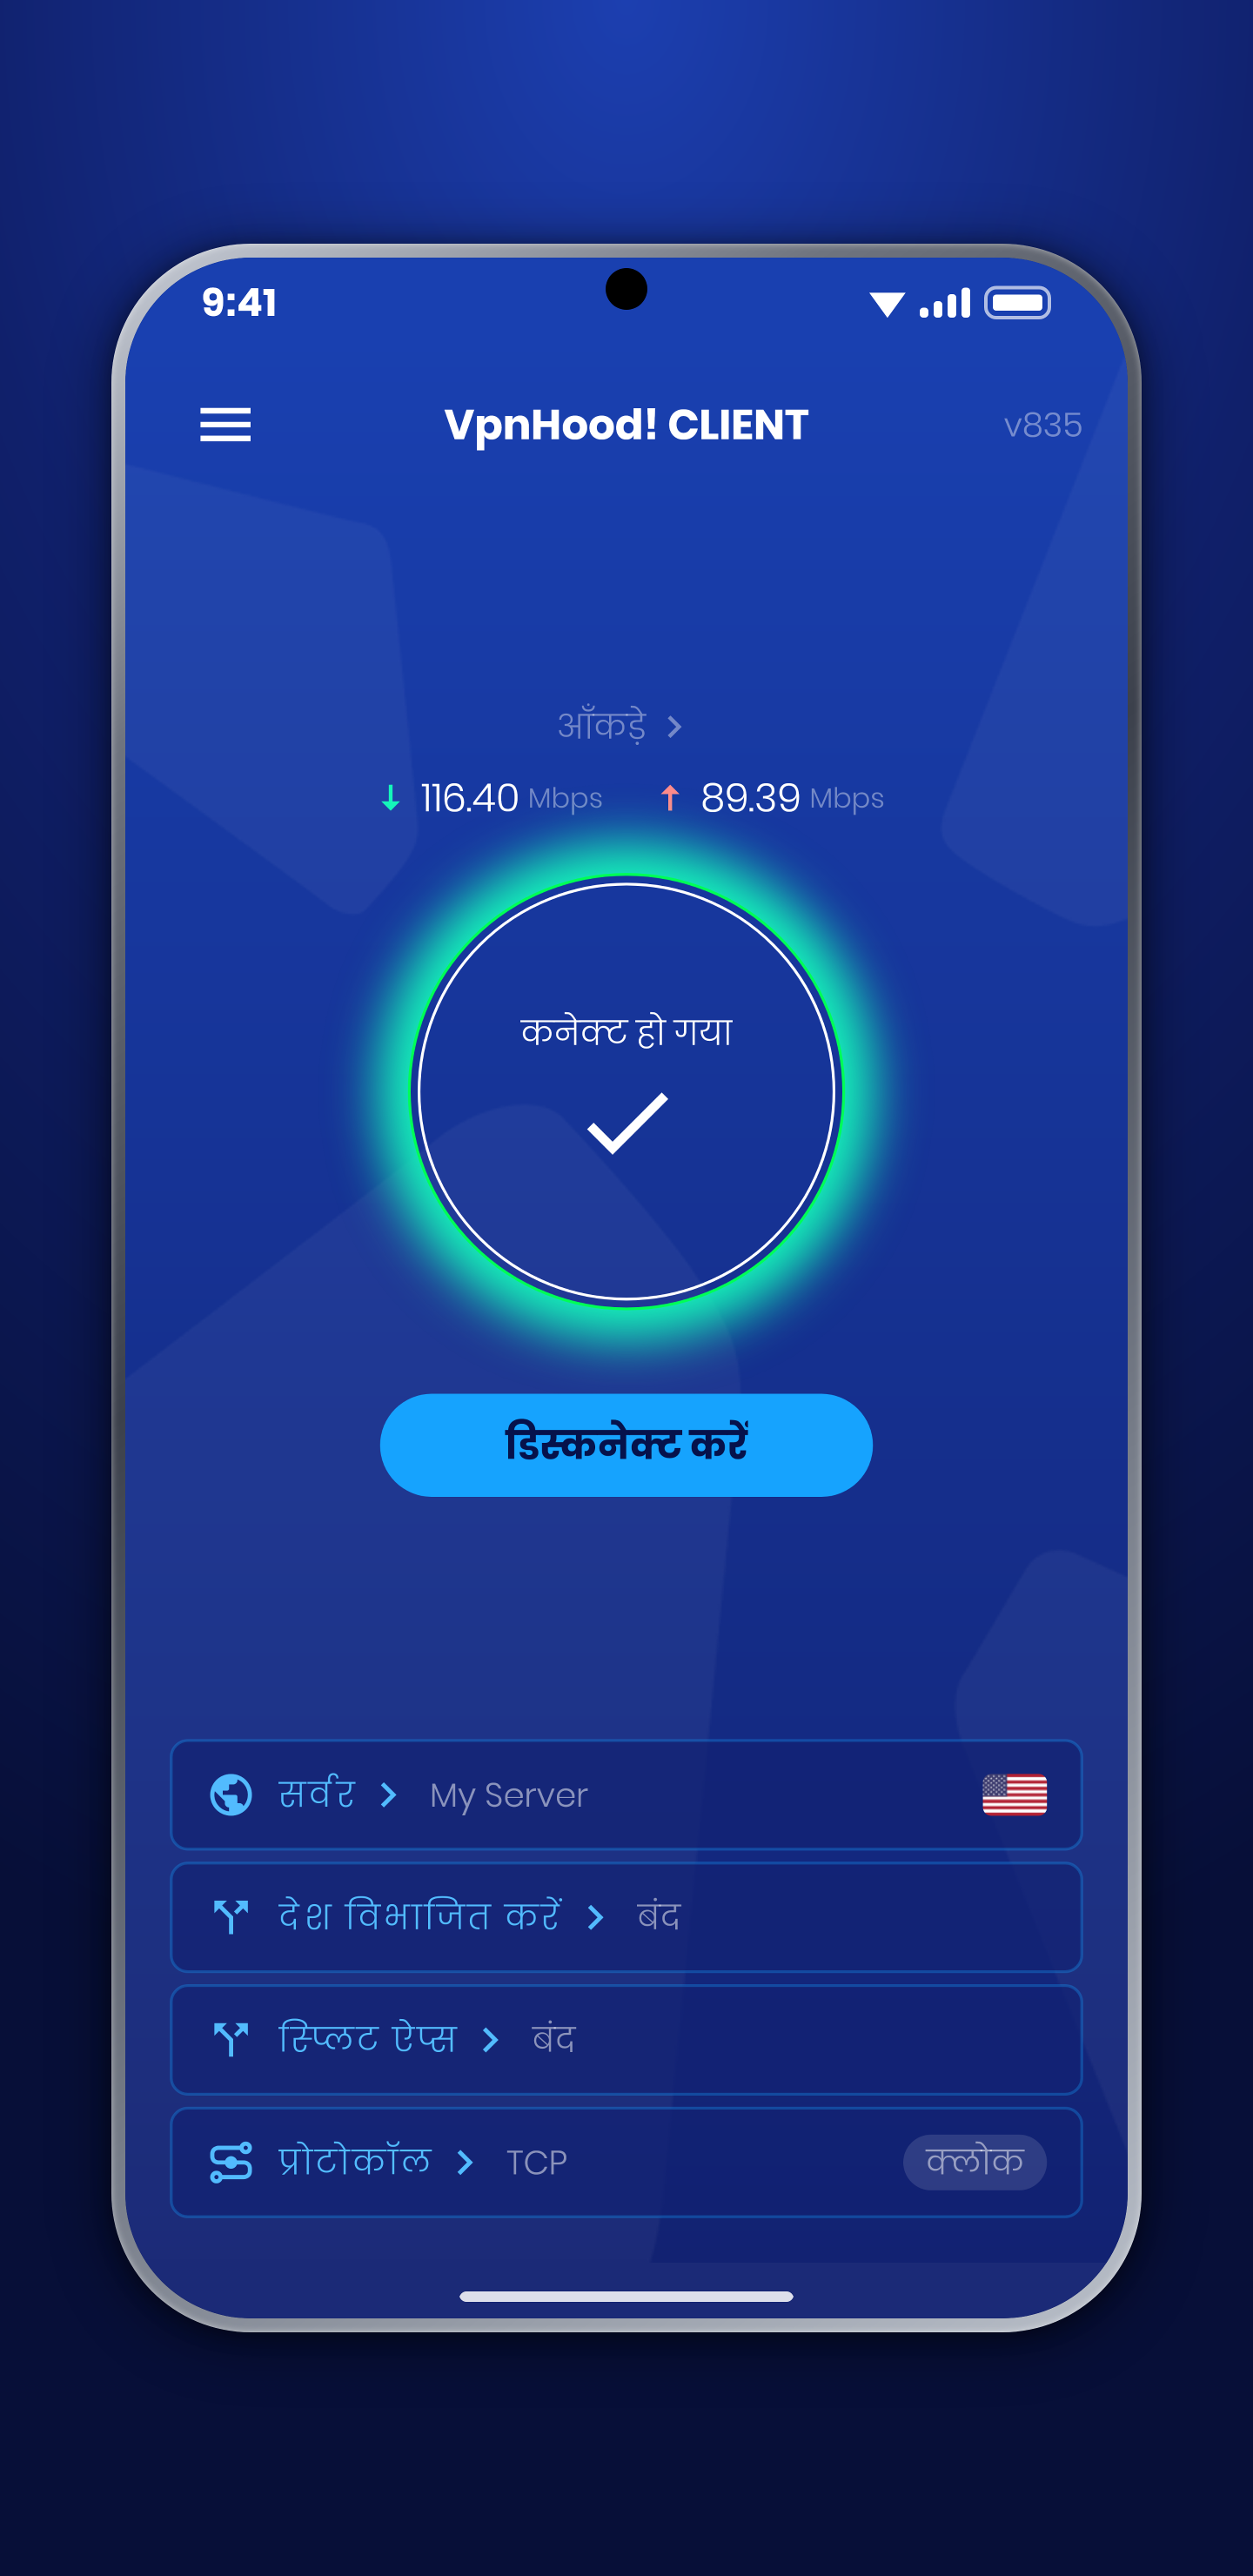 9:41
VpnHood! CLIENT
v835
आँकड़े
116.40 Mbps 89.39 Mbps
कनेक्ट हो गया
डिस्कनेक्ट करें
सर्वर My Server
देश विभाजित करें बंद
स्प्लिट ऐप्स बंद
प्रोटोकॉल TCP क्लोक